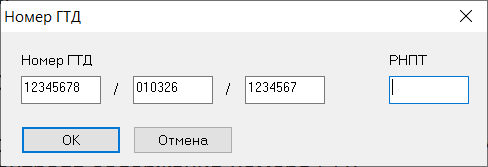 Номер ГТД
Номер ГТД РНПТ
12345678 / 010326 / 1234567
OK Отмена